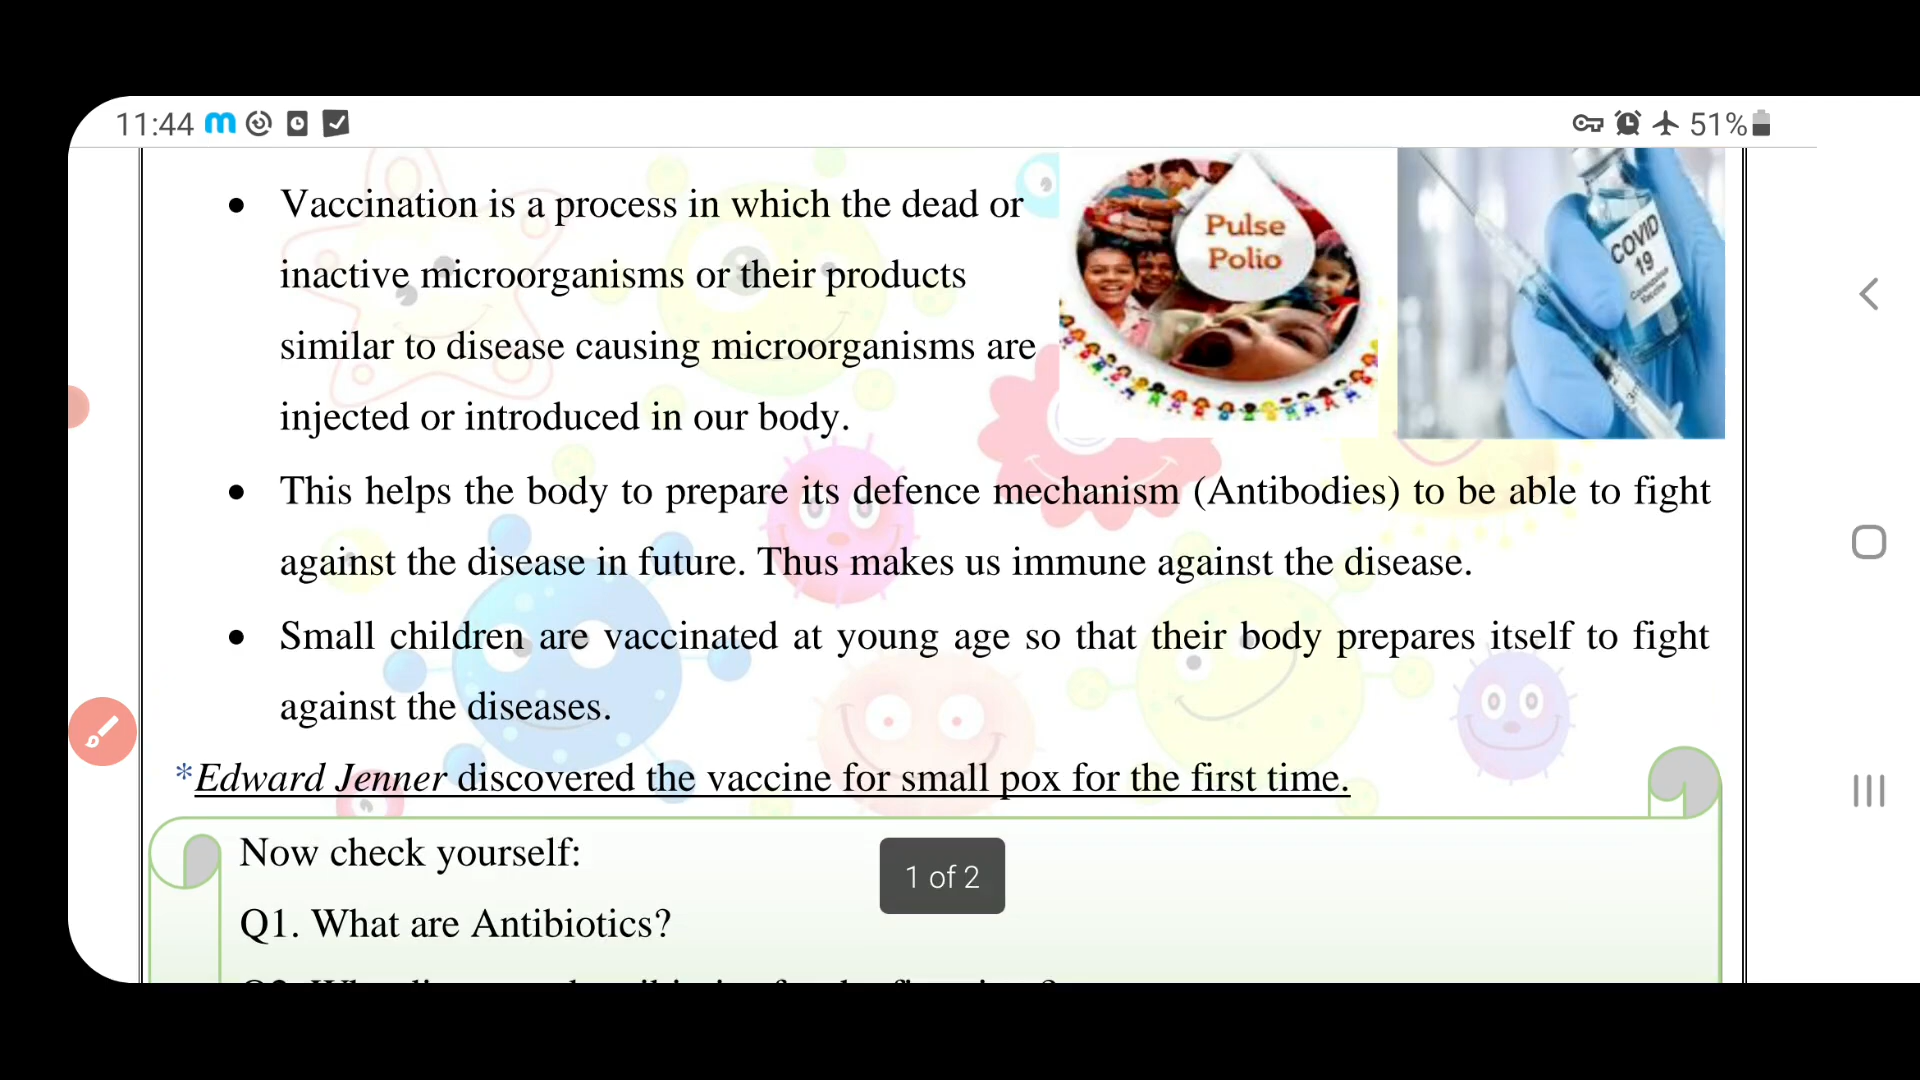 11:44
51%
Vaccination is a process in which the dead or
inactive microorganisms or their products
similar to disease causing microorganisms are
injected or introduced in our body.
Pulse
Polio
COVID
19
Coronavirus
Vaccine
This helps the body to prepare its defence mechanism (Antibodies) to be able to fight
against the disease in future. Thus makes us immune against the disease.
Small children are vaccinated at young age so that their body prepares itself to fight
against the diseases.
*Edward Jenner discovered the vaccine for small pox for the first time.
Now check yourself:
1 of 2
Q1. What are Antibiotics?